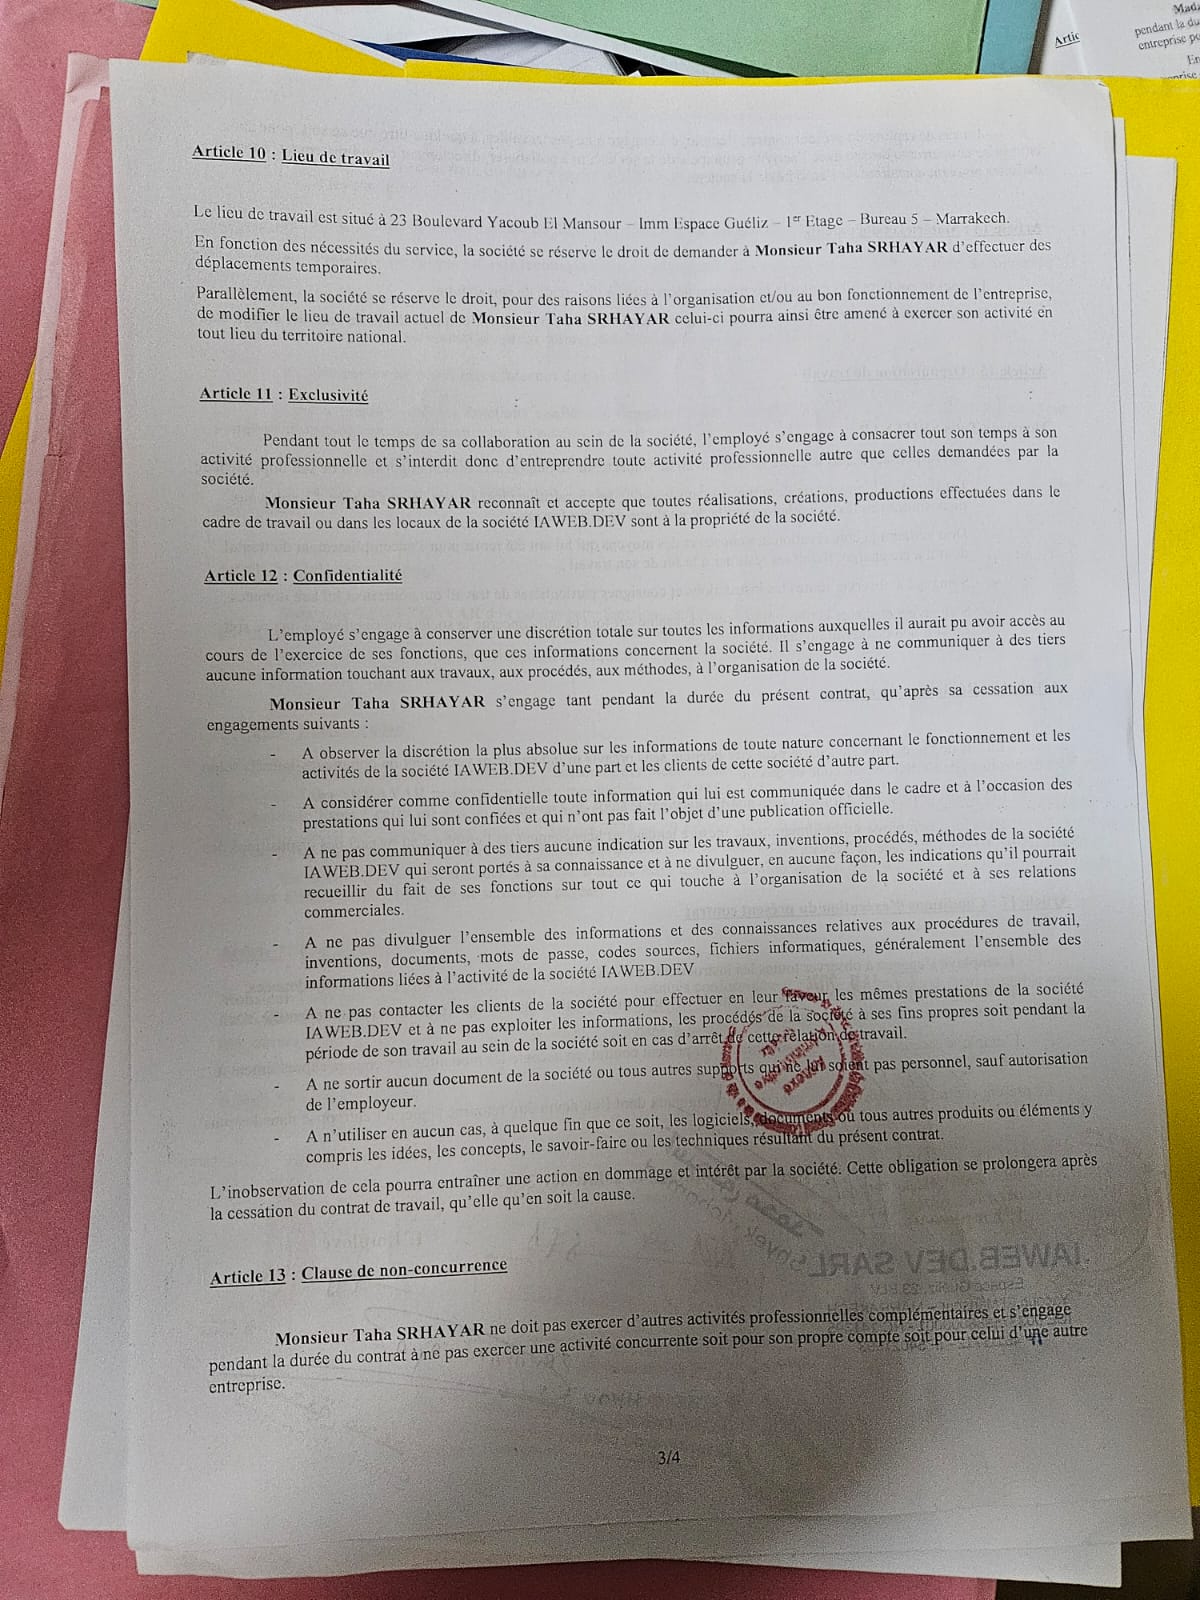 Mada
pendant la du
Artic
entreprise po
En
Article 10 : Lieu de travail
Le lieu de travail est situé à 23 Boulevard Yacoub El Mansour – Imm Espace Guéliz – 1er Etage – Bureau 5 – Marrakech.
En fonction des nécessités du service, la société se réserve le droit de demander à Monsieur Taha SRHAYAR d'effectuer des
déplacements temporaires.
Parallèlement, la société se réserve le droit, pour des raisons liées à l'organisation et/ou au bon fonctionnement de l'entreprise,
de modifier le lieu de travail actuel de Monsieur Taha SRHAYAR celui-ci pourra ainsi être amené à exercer son activité en
tout lieu du territoire national.
Article 11 : Exclusivité
Pendant tout le temps de sa collaboration au sein de la société, l'employé s'engage à consacrer tout son temps à son
activité professionnelle et s'interdit donc d'entreprendre toute activité professionnelle autre que celles demandées par la
société.
Monsieur Taha SRHAYAR reconnaît et accepte que toutes réalisations, créations, productions effectuées dans le
cadre de travail ou dans les locaux de la société IAWEB.DEV sont à la propriété de la société.
Article 12 : Confidentialité
L'employé s'engage à conserver une discrétion totale sur toutes les informations auxquelles il aurait pu avoir accès au
cours de l'exercice de ses fonctions, que ces informations concernent la société. Il s'engage à ne communiquer à des tiers
aucune information touchant aux travaux, aux procédés, aux méthodes, à l'organisation de la société.
Monsieur Taha SRHAYAR s'engage tant pendant la durée du présent contrat, qu'après sa cessation aux
engagements suivants :
- A observer la discrétion la plus absolue sur les informations de toute nature concernant le fonctionnement et les
activités de la société IAWEB.DEV d'une part et les clients de cette société d'autre part.
- A considérer comme confidentielle toute information qui lui est communiquée dans le cadre et à l'occasion des
prestations qui lui sont confiées et qui n'ont pas fait l'objet d'une publication officielle.
- A ne pas communiquer à des tiers aucune indication sur les travaux, inventions, procédés, méthodes de la société
IAWEB.DEV qui seront portés à sa connaissance et à ne divulguer, en aucune façon, les indications qu'il pourrait
recueillir du fait de ses fonctions sur tout ce qui touche à l'organisation de la société et à ses relations
commerciales.
- A ne pas divulguer l'ensemble des informations et des connaissances relatives aux procédures de travail,
inventions, documents, mots de passe, codes sources, fichiers informatiques, généralement l'ensemble des
informations liées à l'activité de la société IAWEB.DEV
- A ne pas contacter les clients de la société pour effectuer en leur faveur les mêmes prestations de la société
IAWEB.DEV et à ne pas exploiter les informations, les procédés de la société à ses fins propres soit pendant la
période de son travail au sein de la société soit en cas d'arrêt de cette relation de travail.
- A ne sortir aucun document de la société ou tous autres supports qui ne lui soient pas personnel, sauf autorisation
de l'employeur.
- A n'utiliser en aucun cas, à quelque fin que ce soit, les logiciels, documents ou tous autres produits ou éléments y
compris les idées, les concepts, le savoir-faire ou les techniques résultant du présent contrat.
L'inobservation de cela pourra entraîner une action en dommage et intérêt par la société. Cette obligation se prolongera après
la cessation du contrat de travail, qu'elle qu'en soit la cause.
IAWEB.DEV SARL
Article 13 : Clause de non-concurrence
Monsieur Taha SRHAYAR ne doit pas exercer d'autres activités professionnelles complémentaires et s'engage
pendant la durée du contrat à ne pas exercer une activité concurrente soit pour son propre compte soit pour celui d'une autre
entreprise.
3/4